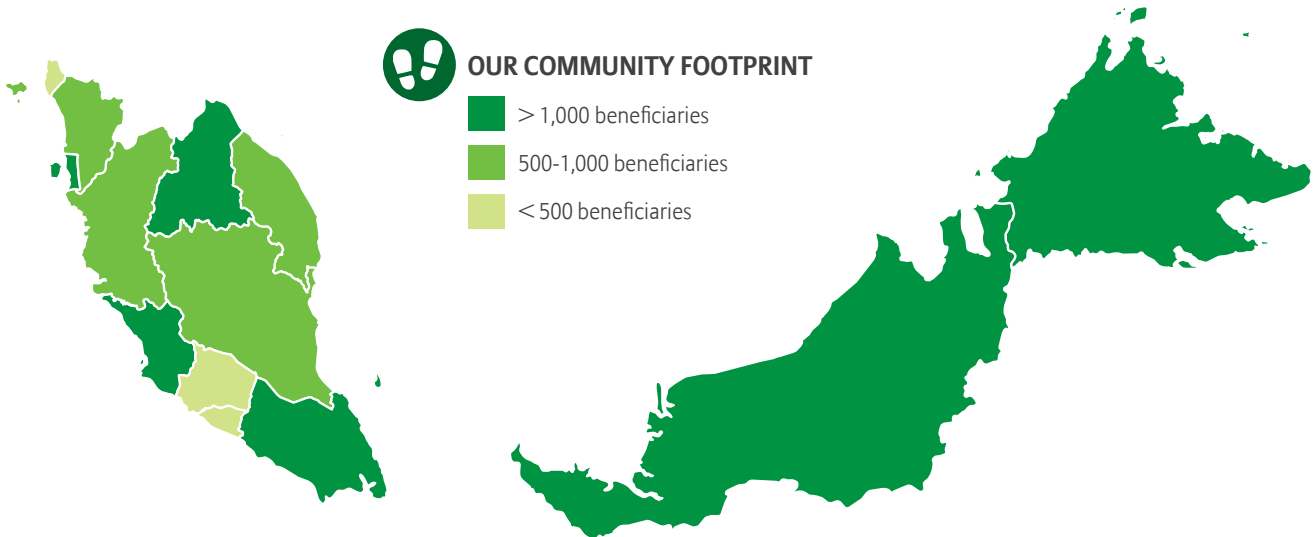 OUR COMMUNITY FOOTPRINT
> 1,000 beneficiaries
500-1,000 beneficiaries
< 500 beneficiaries